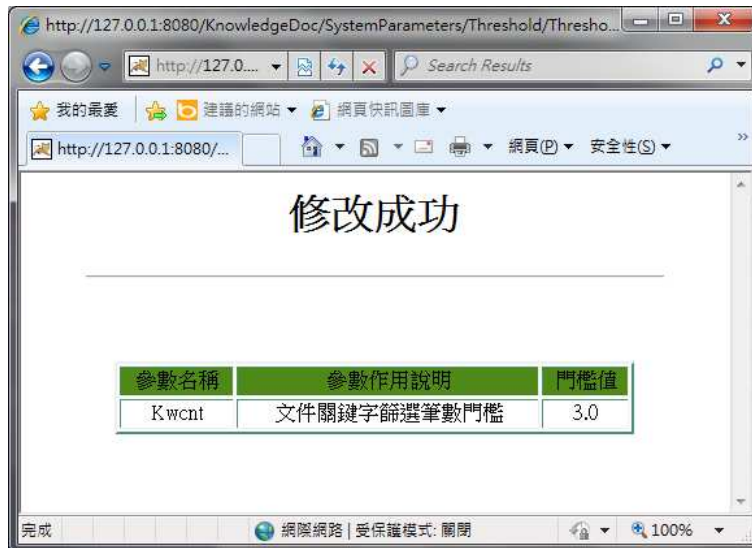 http://127.0.0.1:8080/KnowledgeDoc/SystemParameters/Threshold/Thresho...
http://127.0.... Search Results
我的最愛 建議的網站 網頁快訊圖庫
http://127.0.0.1:8080/... 網頁(P) 安全性(S) »
修改成功
參數名稱 參數作用說明 門檻值
Kwcnt 文件關鍵字篩選筆數門檻 3.0
完成 網際網路 | 受保護模式: 關閉 100%